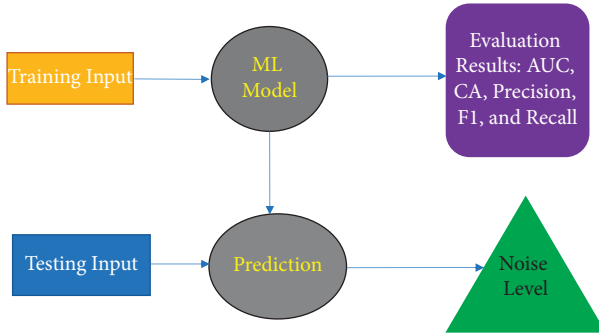 Training Input
ML
Model
Evaluation
Results: AUC,
CA, Precision,
F1, and Recall
Testing Input
Prediction
Noise
Level